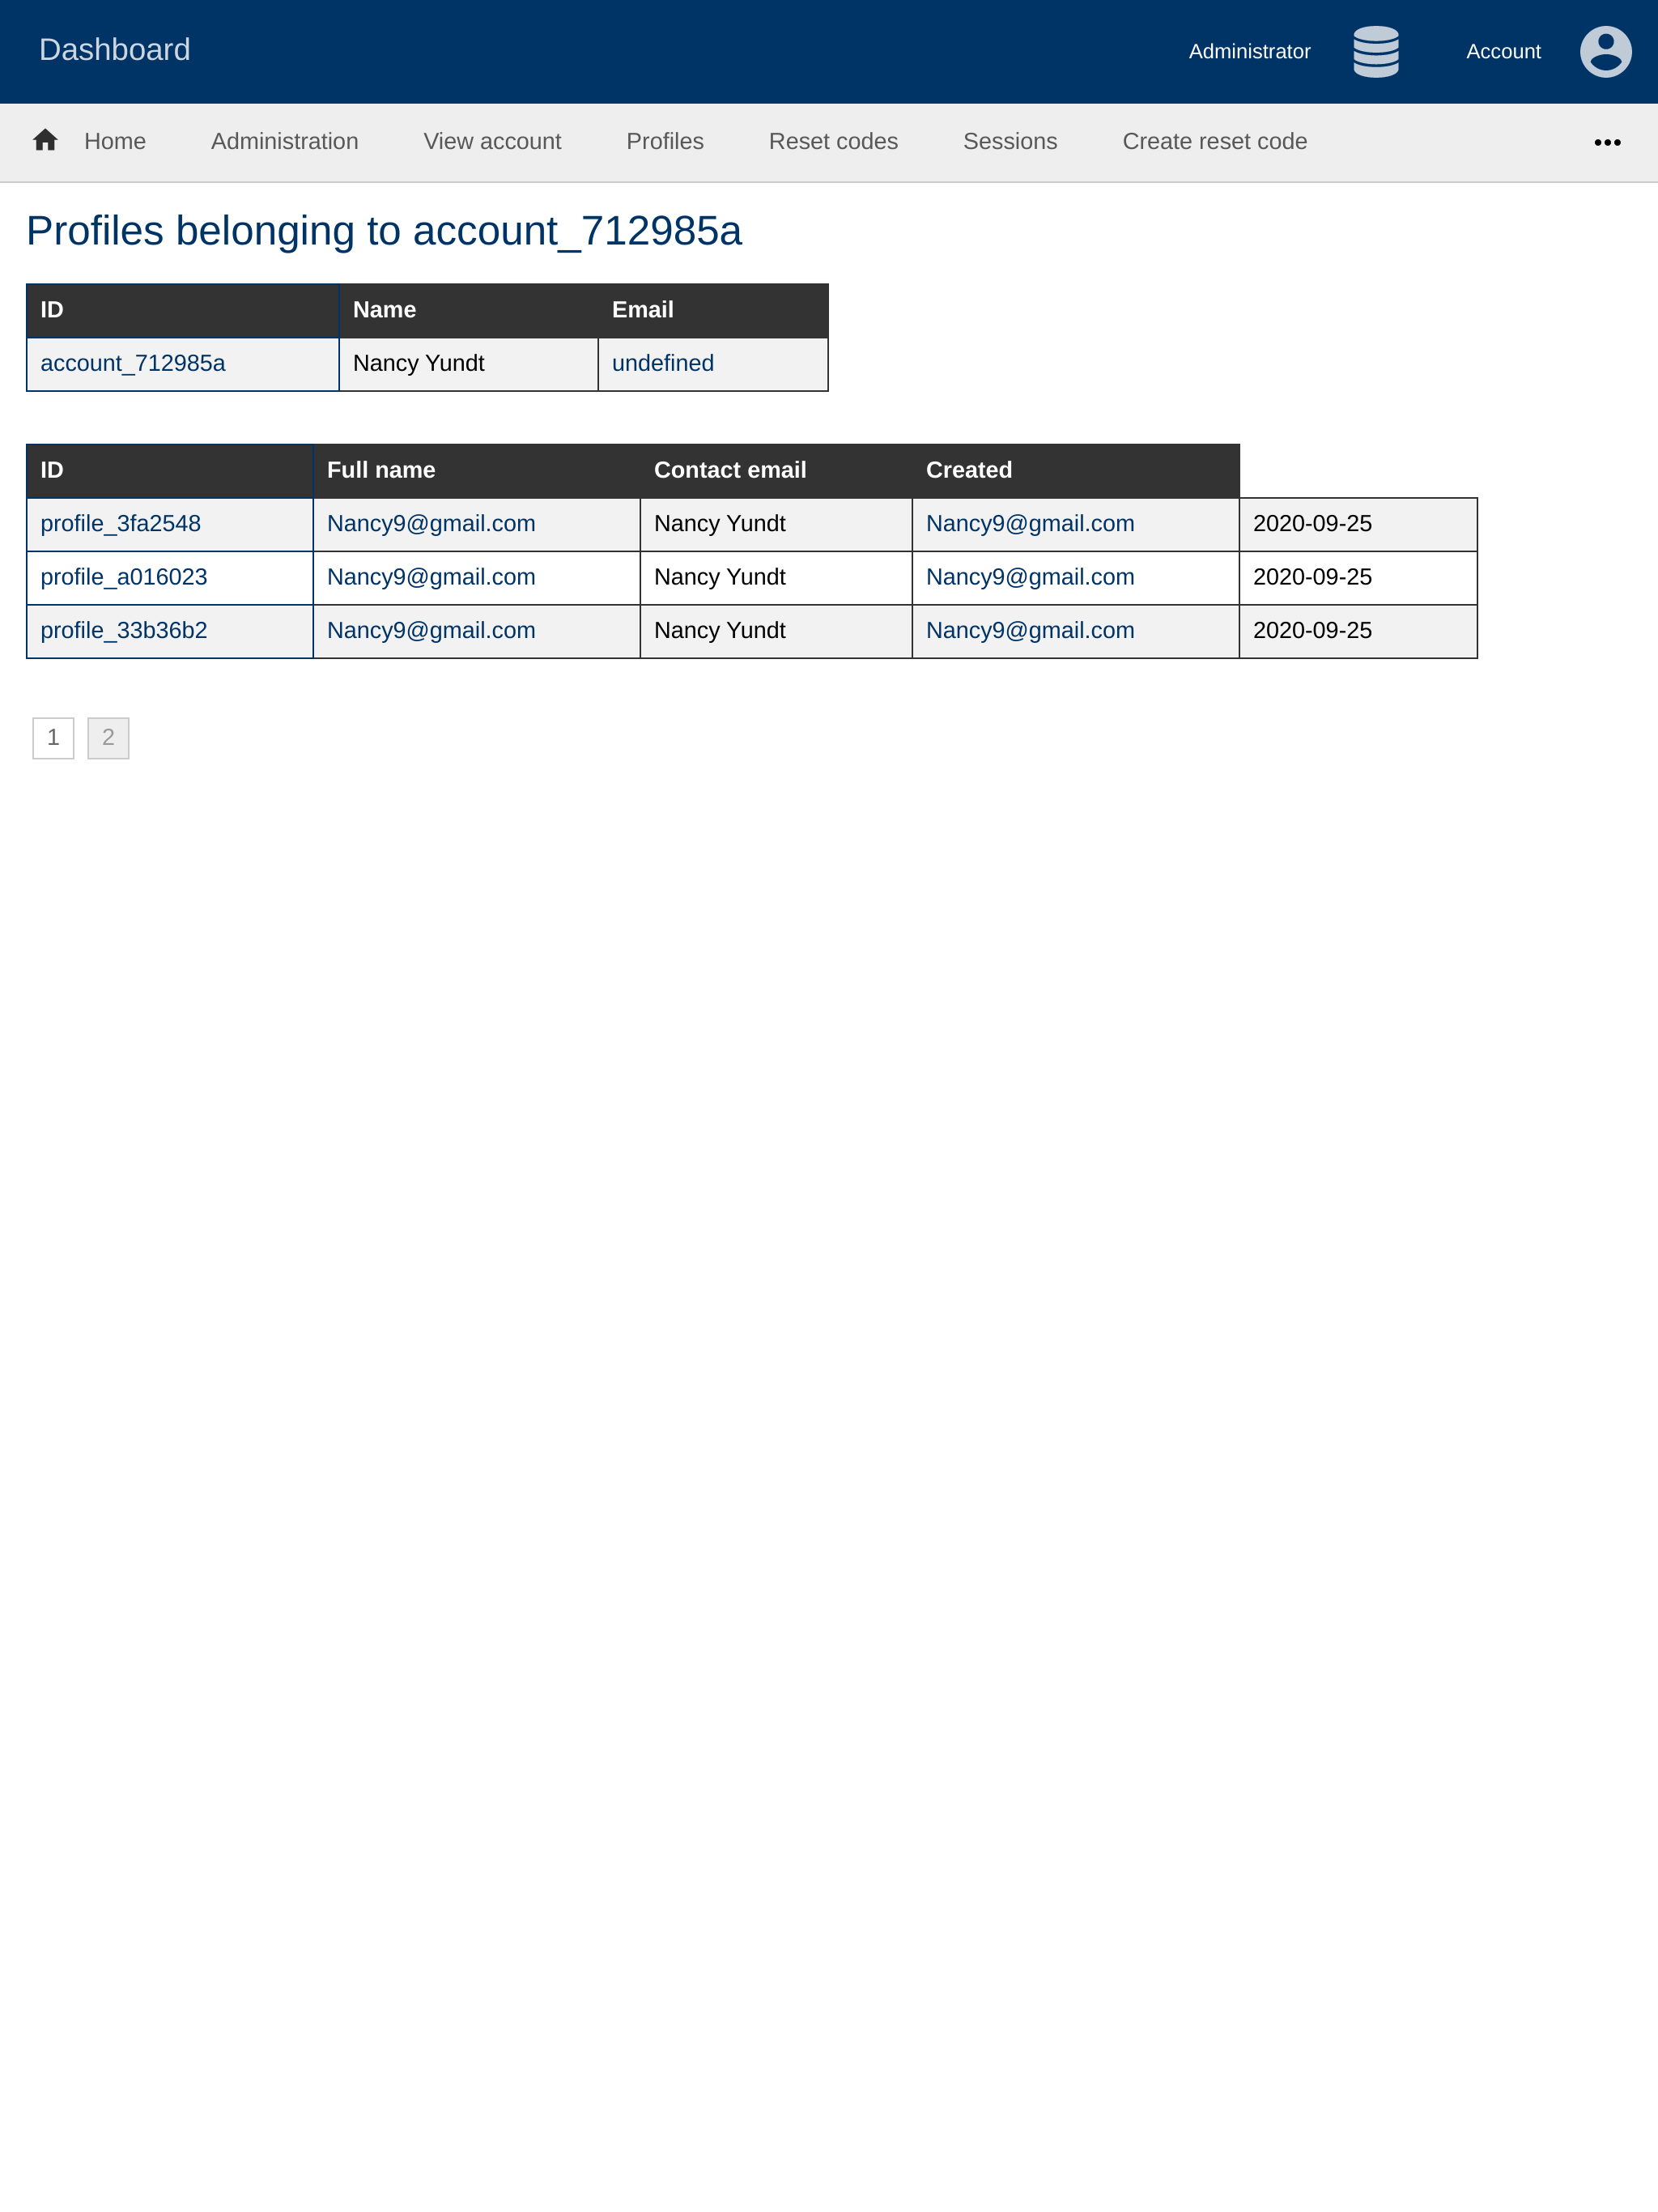 Dashboard Administrator Account
Home Administration View account Profiles Reset codes Sessions Create reset code
Profiles belonging to account_712985a
ID Name Email
account_712985a Nancy Yundt undefined
ID Full name Contact email Created
profile_3fa2548 Nancy9@gmail.com Nancy Yundt Nancy9@gmail.com 2020-09-25
profile_a016023 Nancy9@gmail.com Nancy Yundt Nancy9@gmail.com 2020-09-25
profile_33b36b2 Nancy9@gmail.com Nancy Yundt Nancy9@gmail.com 2020-09-25
1 2